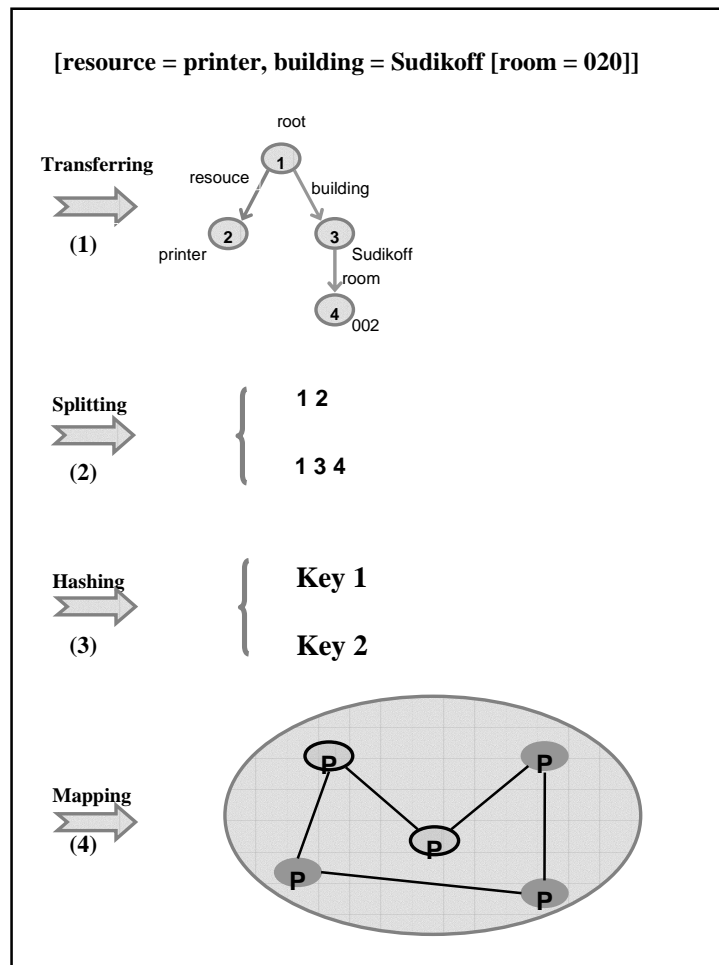 [resource = printer, building = Sudikoff [room = 020]]
root
Transferring
1
resouce
building
(1)
2
3
printer
Sudikoff
room
4
002
Splitting
1 2
(2)
1 3 4
Hashing
Key 1
(3)
Key 2
P
P
Mapping
(4)
P
P
P